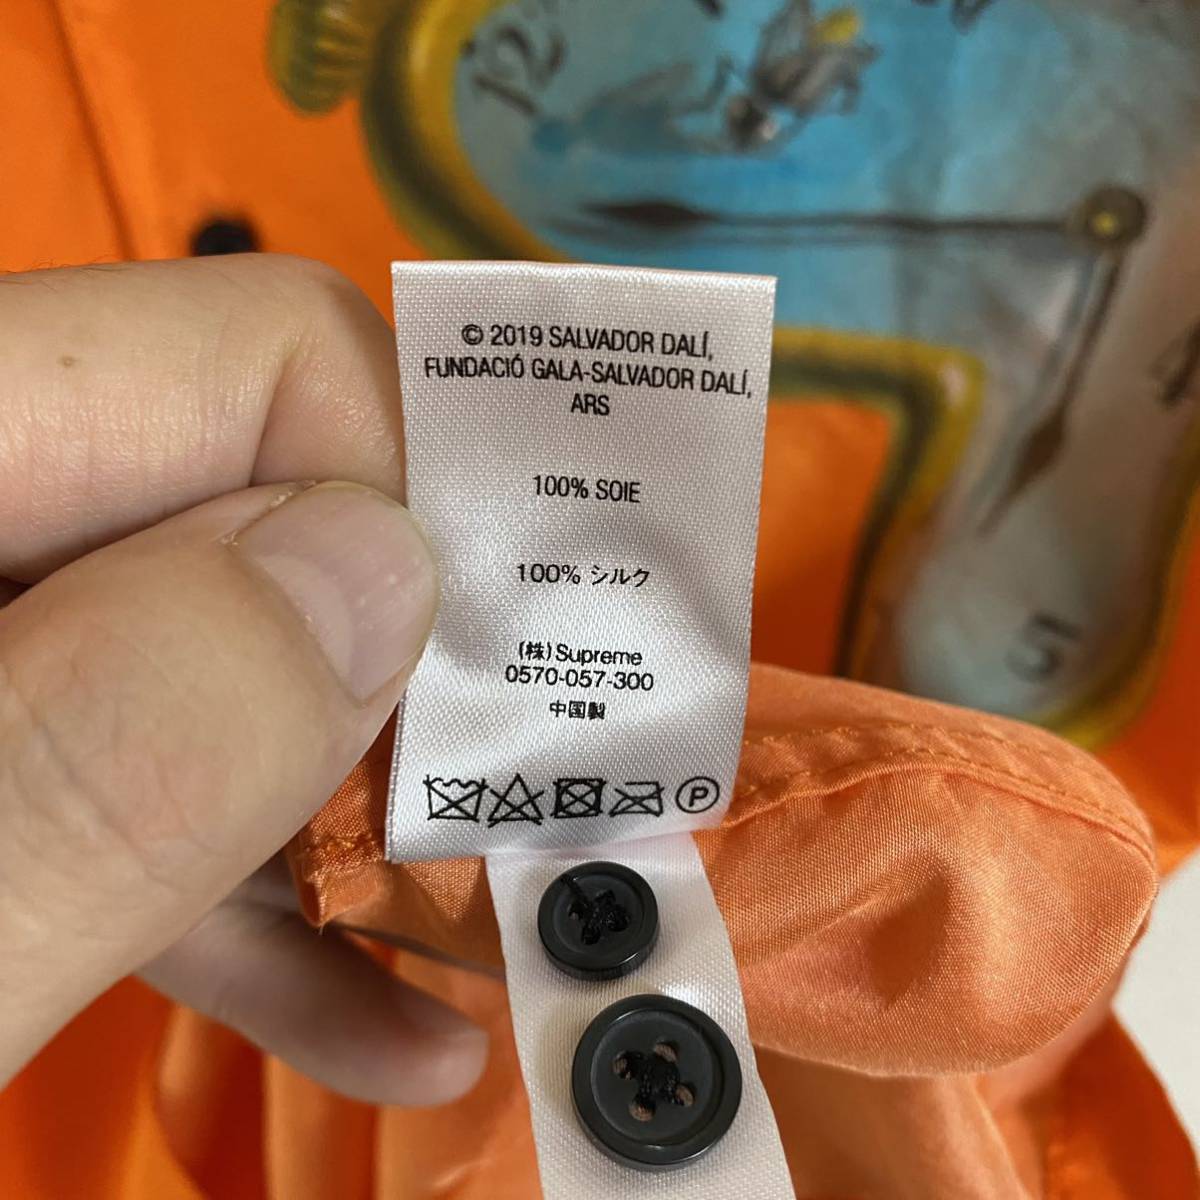 12
4
5
© 2019 SALVADOR DALÍ,
FUNDACIÓ GALA-SALVADOR DALÍ,
ARS
100% SOIE
100% シルク
(株)Supreme
0570-057-300
中国製
P